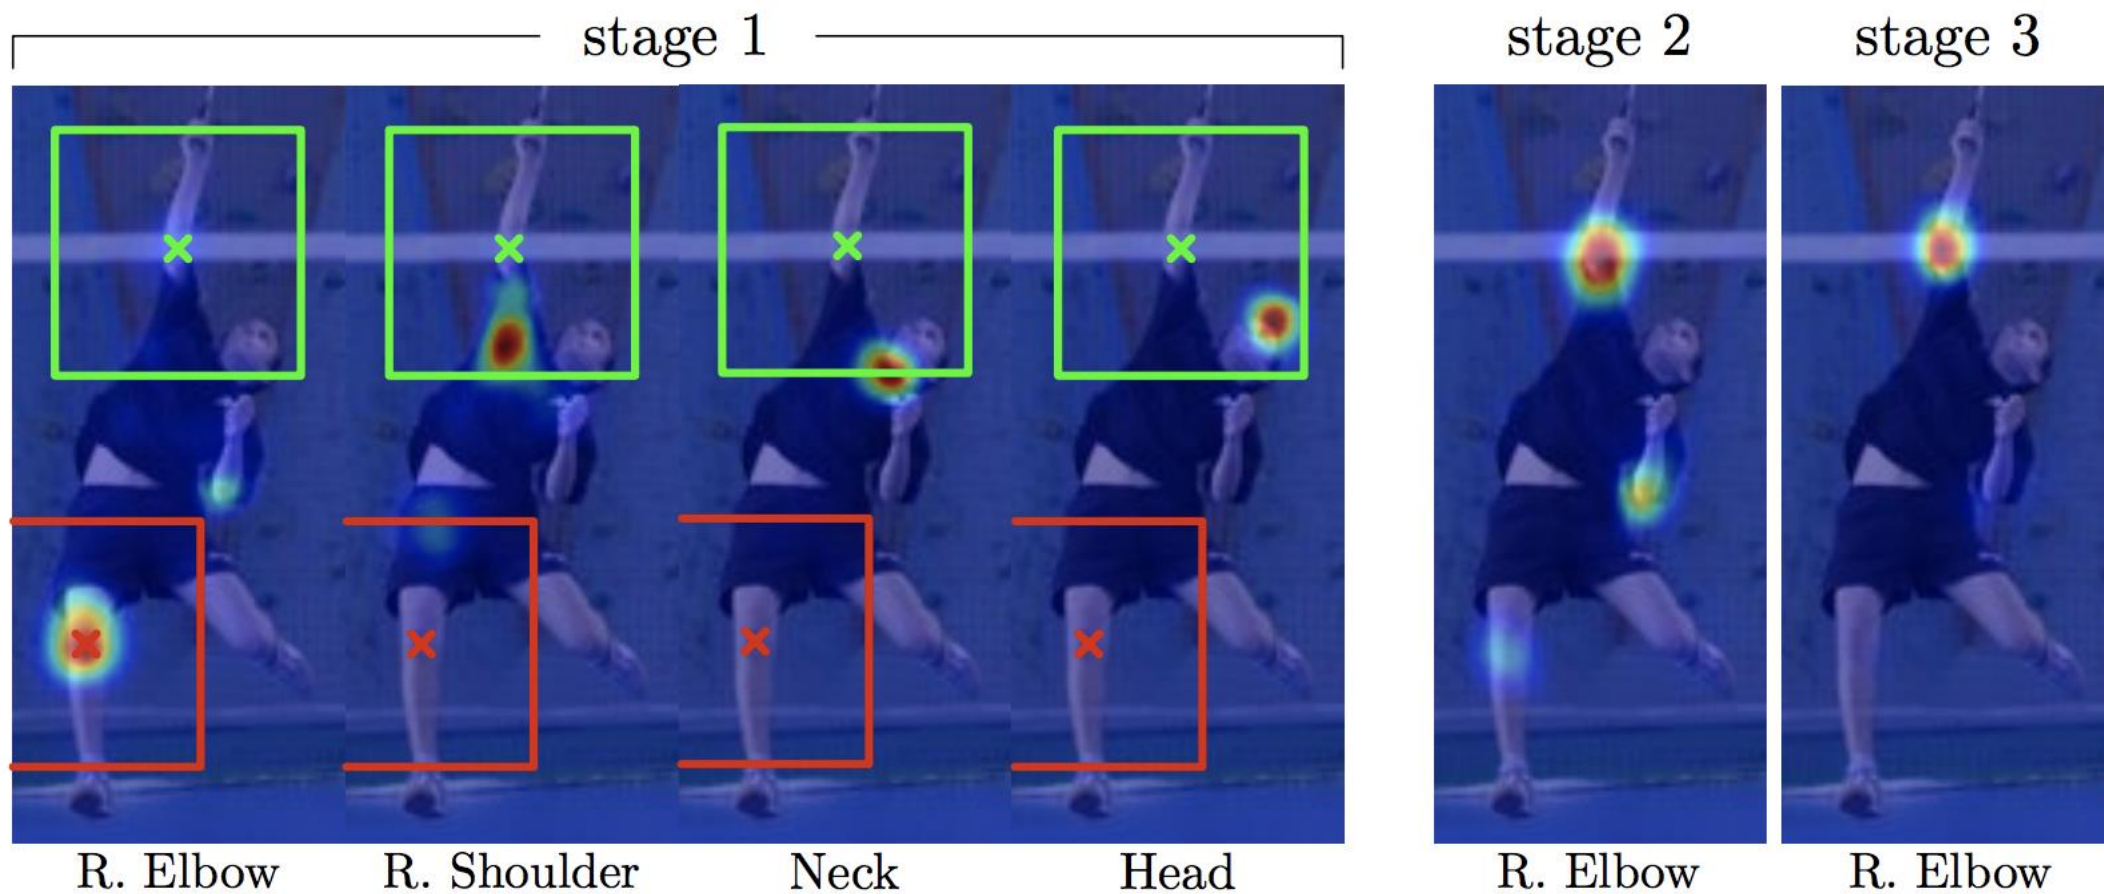 stage 1
stage 2
stage 3
R. Elbow
R. Shoulder
Neck
Head
R. Elbow
R. Elbow